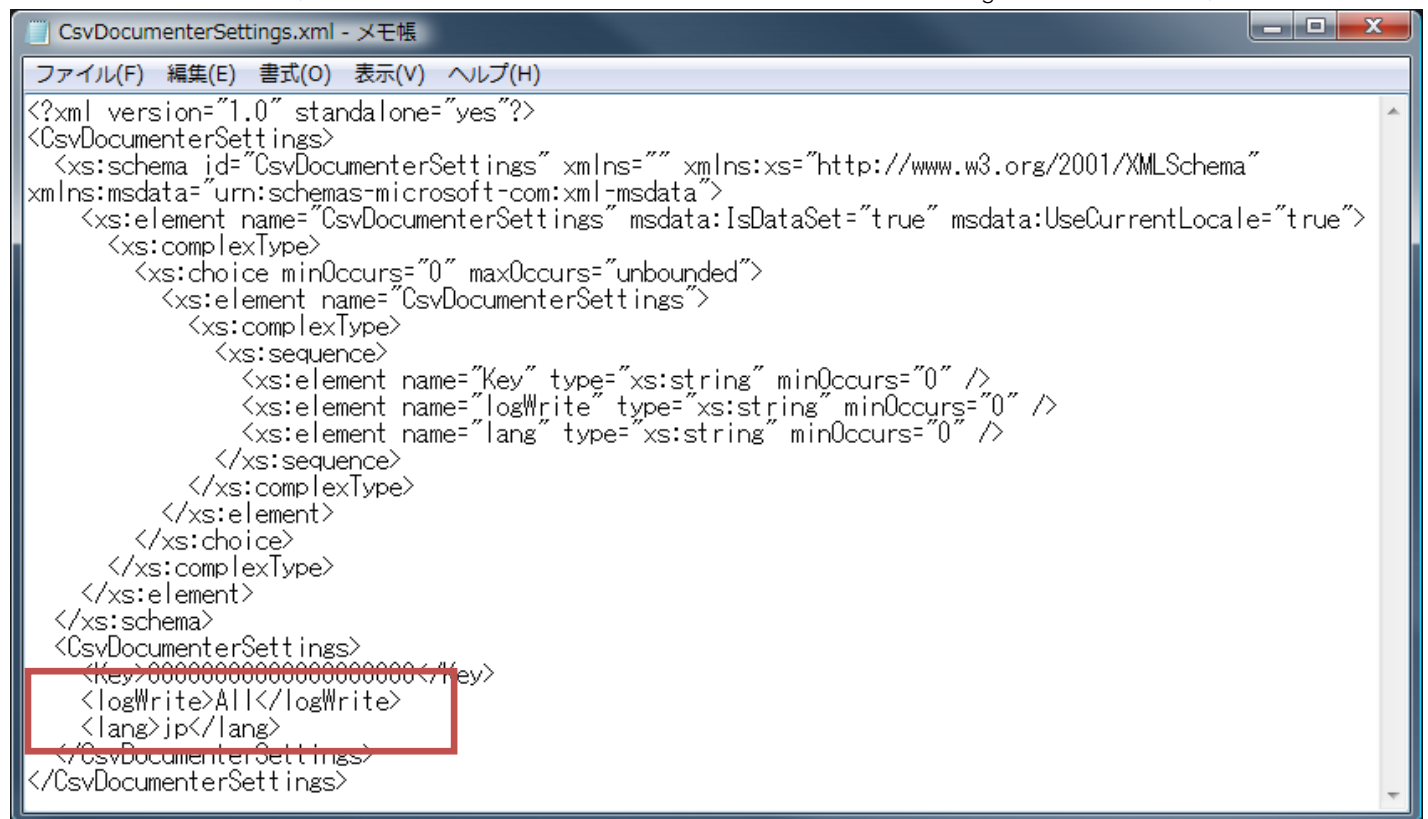 CsvDocumenterSettings.xml - メモ帳
ファイル(F) 編集(E) 書式(O) 表示(V) ヘルプ(H)
<?xml version="1.0" standalone="yes"?>
<CsvDocumenterSettings>
  <xs:schema id="CsvDocumenterSettings" xmlns="" xmlns:xs="http://www.w3.org/2001/XMLSchema"
xmlns:msdata="urn:schemas-microsoft-com:xml-msdata">
    <xs:element name="CsvDocumenterSettings" msdata:IsDataSet="true" msdata:UseCurrentLocale="true">
      <xs:complexType>
        <xs:choice minOccurs="0" maxOccurs="unbounded">
          <xs:element name="CsvDocumenterSettings">
            <xs:complexType>
              <xs:sequence>
                <xs:element name="Key" type="xs:string" minOccurs="0" />
                <xs:element name="logWrite" type="xs:string" minOccurs="0" />
                <xs:element name="lang" type="xs:string" minOccurs="0" />
              </xs:sequence>
            </xs:complexType>
          </xs:element>
        </xs:choice>
      </xs:complexType>
    </xs:element>
  </xs:schema>
  <CsvDocumenterSettings>
    <Key>00000000000000000000</Key>
    <logWrite>All</logWrite>
    <lang>jp</lang>
  </CsvDocumenterSettings>
</CsvDocumenterSettings>